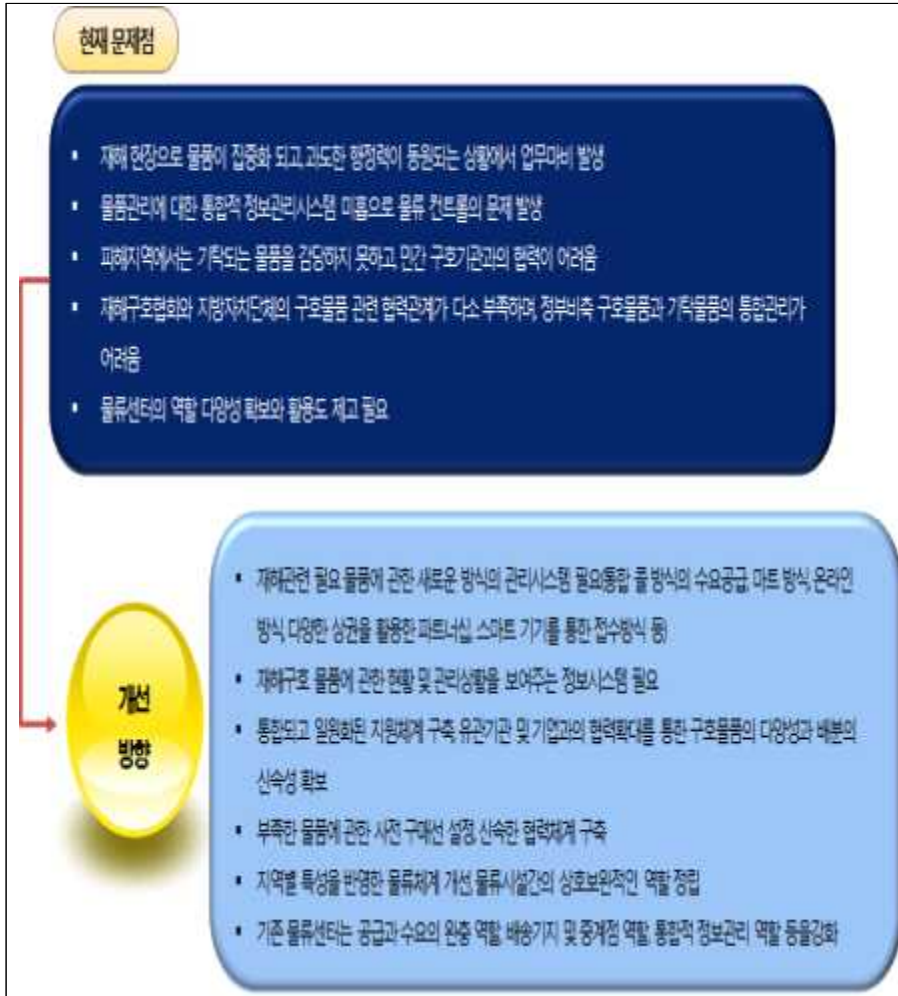 현재 문제점
▪ 재해 현장으로 물품이 집중화 되고, 과도한 행정력이 동원되는 상황에서 업무마비 발생
▪ 물품관리에 대한 통합적 정보관리시스템 미흡으로 물류 컨트롤의 문제 발생
▪ 피해지역에서는 기탁되는 물품을 감당하지 못하고, 민간 구호기관과의 협력이 어려움
▪ 재해구호협회와 지방자치단체의 구호물품 관련 협력관계가 다소 부족하며, 정부비축 구호물품과 기탁물품의 통합관리가
어려움
▪ 물류센터의 역할 다양성 확보와 활용도 제고 필요
개선
방향
▪ 재해관련 필요 물품에 관한 새로운 방식의 관리시스템 필요(통합 콜 방식의 수요공급, 마트 방식, 온라인
방식, 다양한 상권을 활용한 파트너십, 스마트 기기를 통한 접수방식 등)
▪ 재해구호 물품에 관한 현황 및 관리상황을 보여주는 정보시스템 필요
▪ 통합되고 일원화된 지원체계 구축, 유관기관 및 기업과의 협력확대를 통한 구호물품의 다양성과 배분의
신속성 확보
▪ 부족한 물품에 관한 사전 구매선 설정, 신속한 협력체계 구축
▪ 지역별 특성을 반영한 물류체계 개선, 물류시설간의 상호보완적인 역할 정립
▪ 기존 물류센터는 공급과 수요의 완충 역할, 배송기지 및 중계점 역할, 통합적 정보관리 역할 등을강화